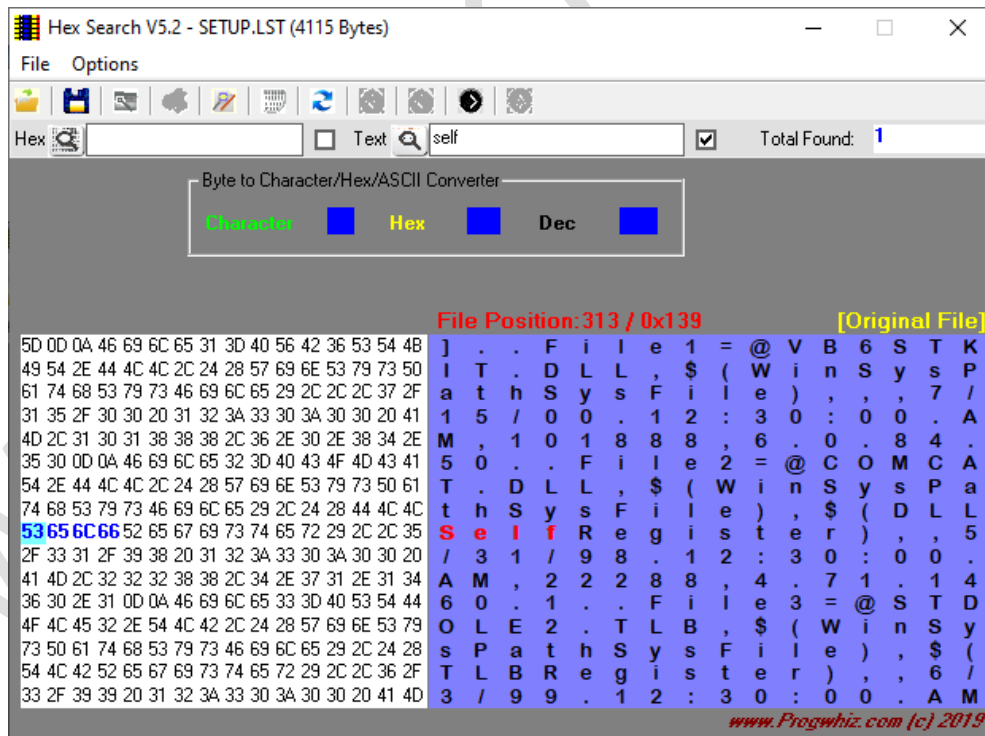 Hex Search V5.2 - SETUP.LST (4115 Bytes)
File Options
Hex Text self Total Found: 1
Byte to Character/Hex/ASCII Converter
Character Hex Dec
File Position:313 / 0x139 [Original File]
5D 0D 0A 46 69 6C 65 31 3D 40 56 42 36 53 54 4B ] . . F i l e 1 = @ V B 6 S T K
49 54 2E 44 4C 4C 2C 24 28 57 69 6E 53 79 73 50 I T . D L L , $ ( W i n S y s P
61 74 68 53 79 73 46 69 6C 65 29 2C 2C 2C 37 2F a t h S y s F i l e ) , , , 7 /
31 35 2F 30 30 20 31 32 3A 33 30 3A 30 30 20 41 1 5 / 0 0 . 1 2 : 3 0 : 0 0 . A
4D 2C 31 30 31 38 38 38 2C 36 2E 30 2E 38 34 2E M , 1 0 1 8 8 8 , 6 . 0 . 8 4 .
35 30 0D 0A 46 69 6C 65 32 3D 40 43 4F 4D 43 41 5 0 . . F i l e 2 = @ C O M C A
54 2E 44 4C 4C 2C 24 28 57 69 6E 53 79 73 50 61 T . D L L , $ ( W i n S y s P a
74 68 53 79 73 46 69 6C 65 29 2C 24 28 44 4C 4C t h S y s F i l e ) , $ ( D L L
53 65 6C 66 52 65 67 69 73 74 65 72 29 2C 2C 35 S e l f R e g i s t e r ) , , 5
2F 33 31 2F 39 38 20 31 32 3A 33 30 3A 30 30 20 / 3 1 / 9 8 . 1 2 : 3 0 : 0 0 .
41 4D 2C 32 32 32 38 38 2C 34 2E 37 31 2E 31 34 A M , 2 2 2 8 8 , 4 . 7 1 . 1 4
36 30 2E 31 0D 0A 46 69 6C 65 33 3D 40 53 54 44 6 0 . 1 . . F i l e 3 = @ S T D
4F 4C 45 32 2E 54 4C 42 2C 24 28 57 69 6E 53 79 O L E 2 . T L B , $ ( W i n S y
73 50 61 74 68 53 79 73 46 69 6C 65 29 2C 24 28 s P a t h S y s F i l e ) , $ (
54 4C 42 52 65 67 69 73 74 65 72 29 2C 2C 36 2F T L B R e g i s t e r ) , , 6 /
33 2F 39 39 20 31 32 3A 33 30 3A 30 30 20 41 4D 3 / 9 9 . 1 2 : 3 0 : 0 0 . A M
www.Progwhiz.com (c) 2019